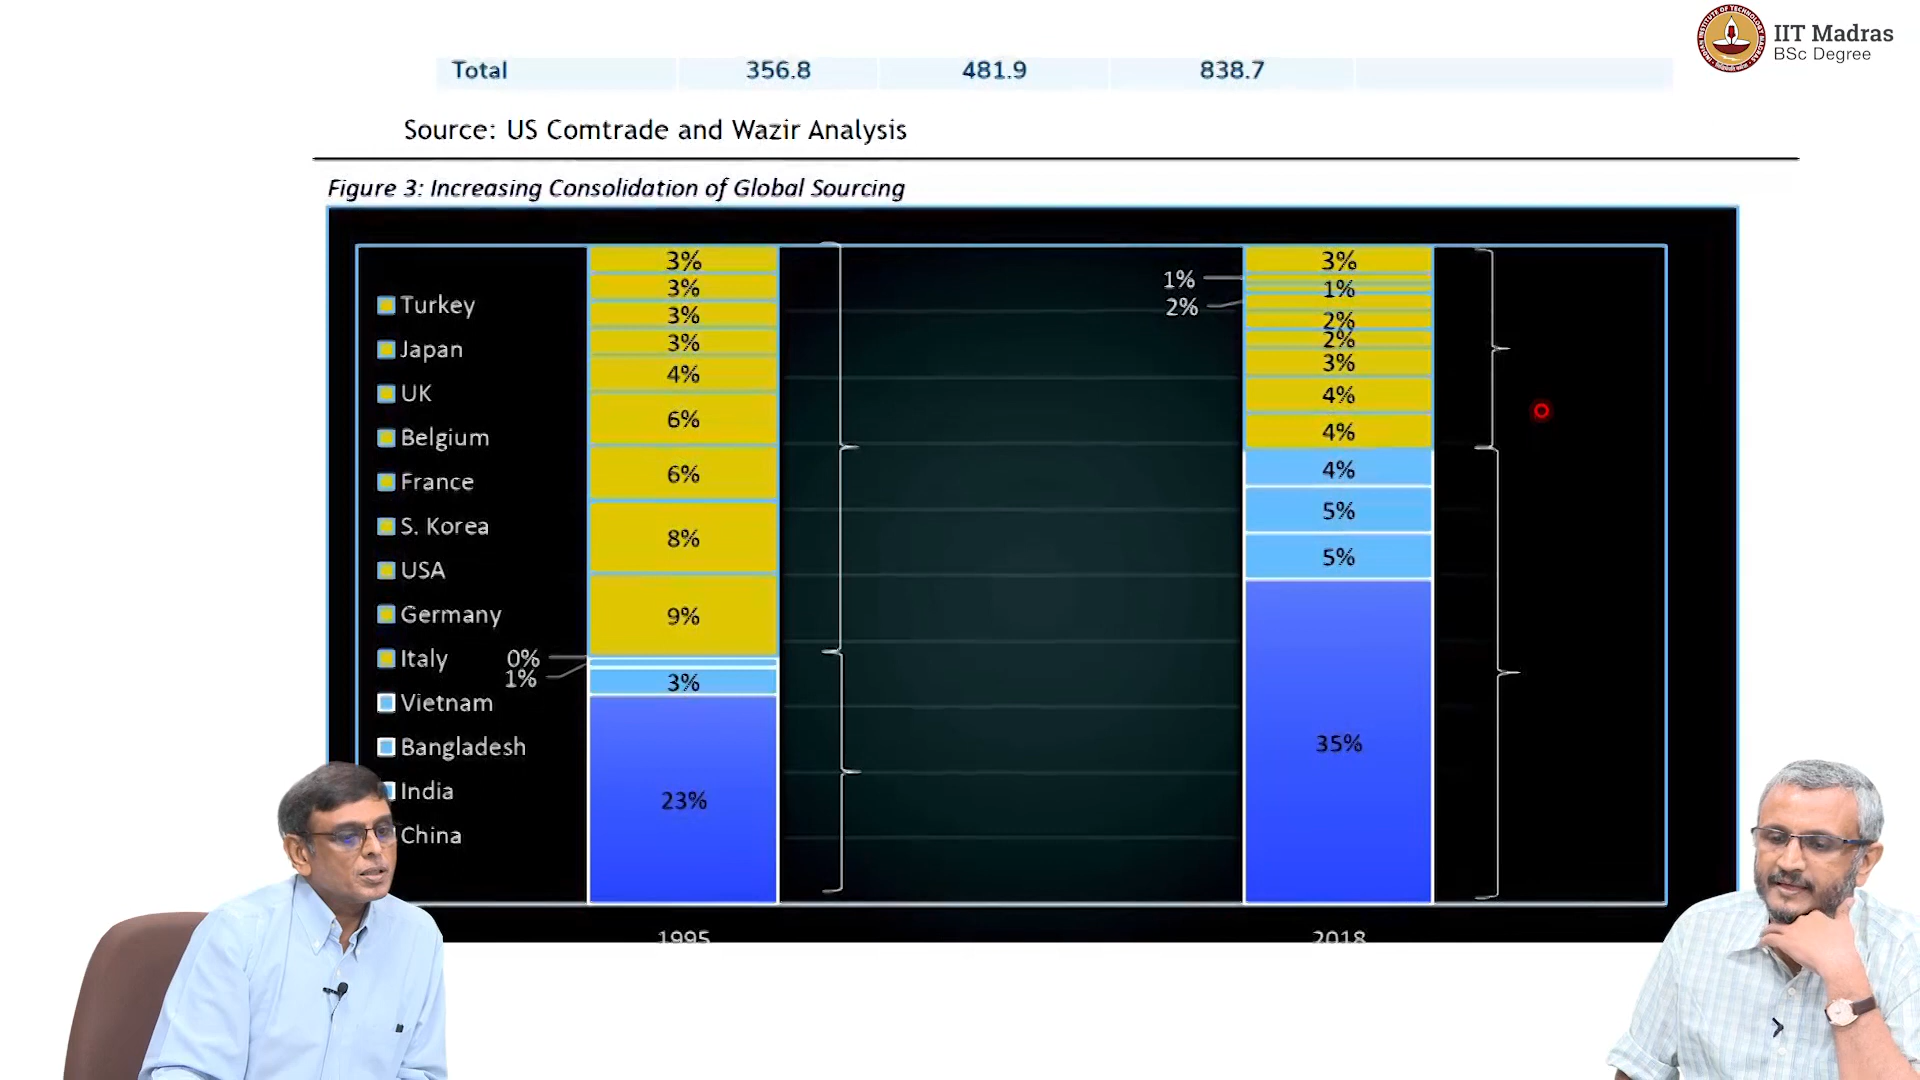 IIT Madras
BSc Degree
Total 356.8 481.9 838.7
Source: US Comtrade and Wazir Analysis
Figure 3: Increasing Consolidation of Global Sourcing
Turkey
Japan
UK
Belgium
France
S. Korea
USA
Germany
Italy
Vietnam
Bangladesh
India
China
3%
3%
3%
3%
4%
6%
6%
8%
9%
0%
1%
3%
23%
1995
3%
1%
1%
2%
2%
2%
3%
4%
4%
4%
5%
5%
35%
2018